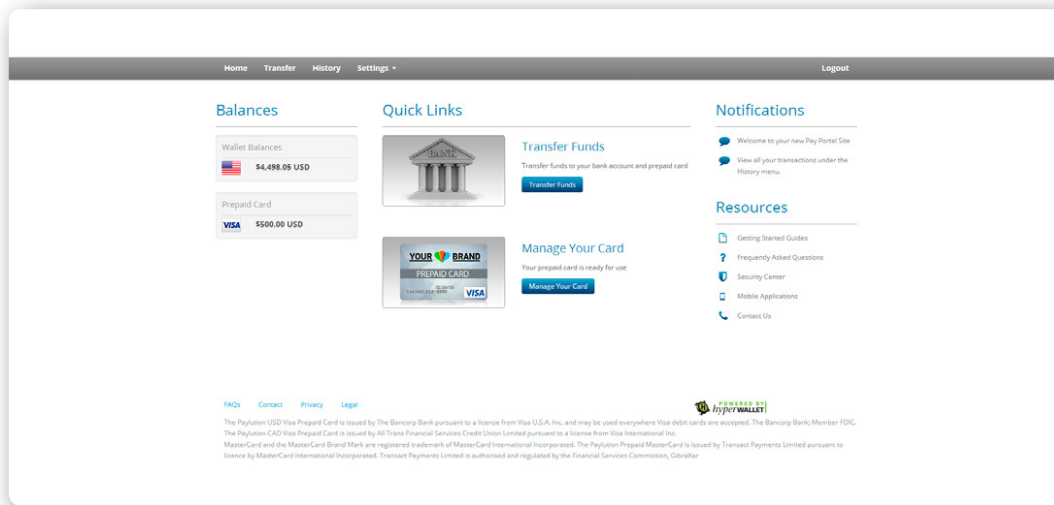 Home Transfer History Settings Logout
Balances
Wallet Balances
$4,498.05 USD
Prepaid Card
VISA $500.00 USD
Quick Links
BANK
Transfer Funds
Transfer funds to your bank account and prepaid card
Transfer Funds
YOUR BRAND
PREPAID CARD
VISA
Manage Your Card
Your prepaid card is ready for use
Manage Your Card
Notifications
Welcome to your new Pay Portal Site
View all your transactions under the
History menu.
Resources
Getting Started Guides
Frequently Asked Questions
Security Center
Mobile Applications
Contact Us
FAQs Contact Privacy Legal
POWERED BY
hyperWALLET
The Paylution USD Visa Prepaid Card is issued by The Bancorp Bank pursuant to a license from Visa U.S.A. Inc. and may be used everywhere Visa debit cards are accepted. The Bancorp Bank; Member FDIC.
The Paylution CAD Visa Prepaid Card is issued by All Trans Financial Services Credit Union Limited pursuant to a license from Visa International Inc.
MasterCard and the MasterCard Brand Mark are registered trademark of MasterCard International Incorporated. The Paylution Prepaid MasterCard is issued by Transact Payments Limited pursuant to
licence by MasterCard International Incorporated. Transact Payments Limited is authorised and regulated by the Financial Services Commission, Gibraltar